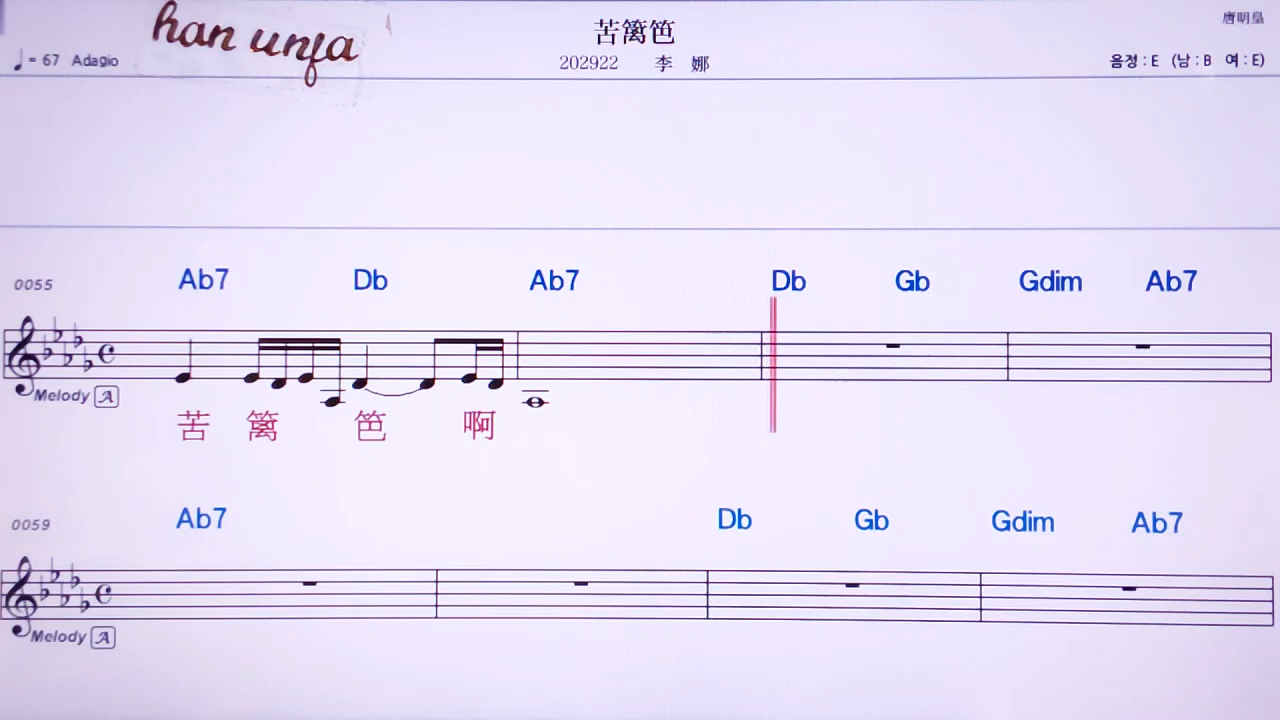 han unfa
苦篱笆
唐明皇
♩= 67 Adagio
202922 李 娜
음정 : E (남 : B 여 : E)
0055 Ab7 Db Ab7 Db Gb Gdim Ab7
Melody A
苦 篱 笆 啊
0059 Ab7 Db Gb Gdim Ab7
Melody A